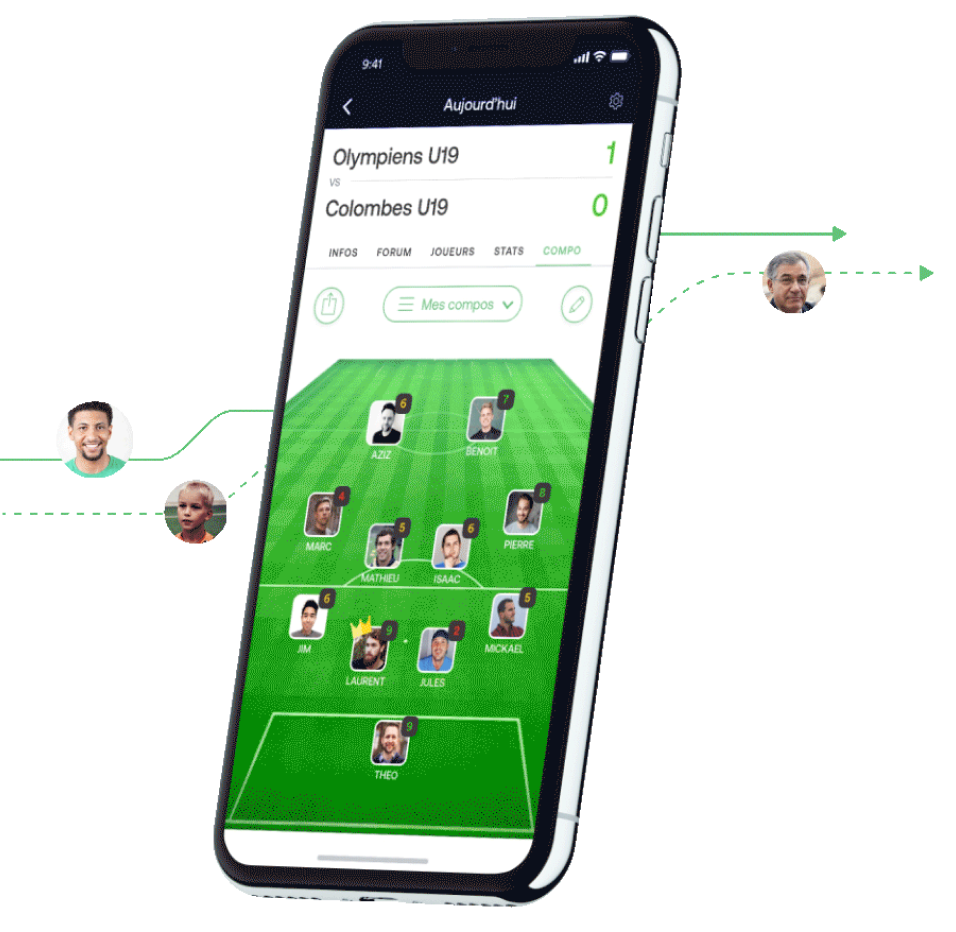 9:41
Aujourd'hui
Olympiens U19 1
VS
Colombes U19 0
INFOS FORUM JOUEURS STATS COMPO
Mes compos
6 7
AZIZ BENOIT
4 8
MARC PIERRE
5 6
MATHIEU ISAAC
6 5
JIM MICKAEL
9 2
LAURENT JULES
9
THEO